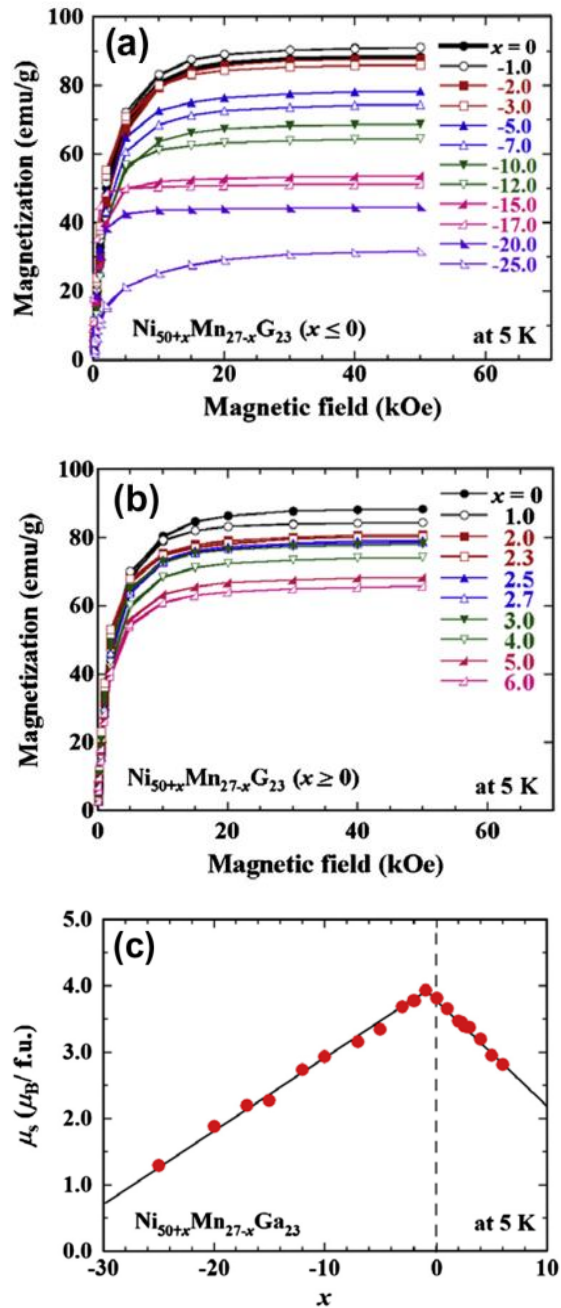 (a)
100
80
60
40
20
0
Magnetization (emu/g)
x = 0
-1.0
-2.0
-3.0
-5.0
-7.0
-10.0
-12.0
-15.0
-17.0
-20.0
-25.0
Ni50+xMn27-xG23 (x ≤ 0)
at 5 K
0 20 40 60
Magnetic field (kOe)
(b)
100
80
60
40
20
0
Magnetization (emu/g)
x = 0
1.0
2.0
2.3
2.5
2.7
3.0
4.0
5.0
6.0
Ni50+xMn27-xG23 (x ≥ 0)
at 5 K
0 20 40 60
Magnetic field (kOe)
(c)
5.0
4.0
3.0
2.0
1.0
0.0
μs (μB/ f.u.)
Ni50+xMn27-xGa23
at 5 K
-30 -20 -10 0 10
x